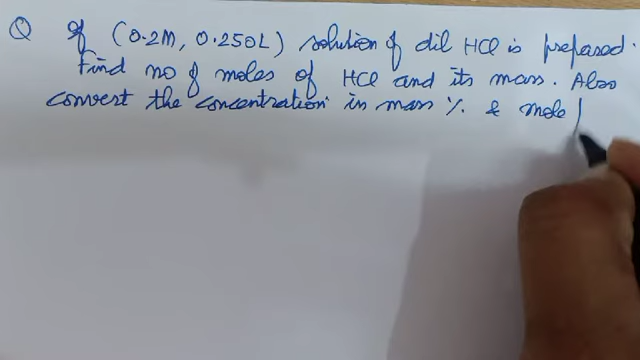 Q If (0.2M, 0.250L) solution of dil HCl is prepared.
Find no of moles of HCl and its mass. Also
convert the concentration in mass % & mole